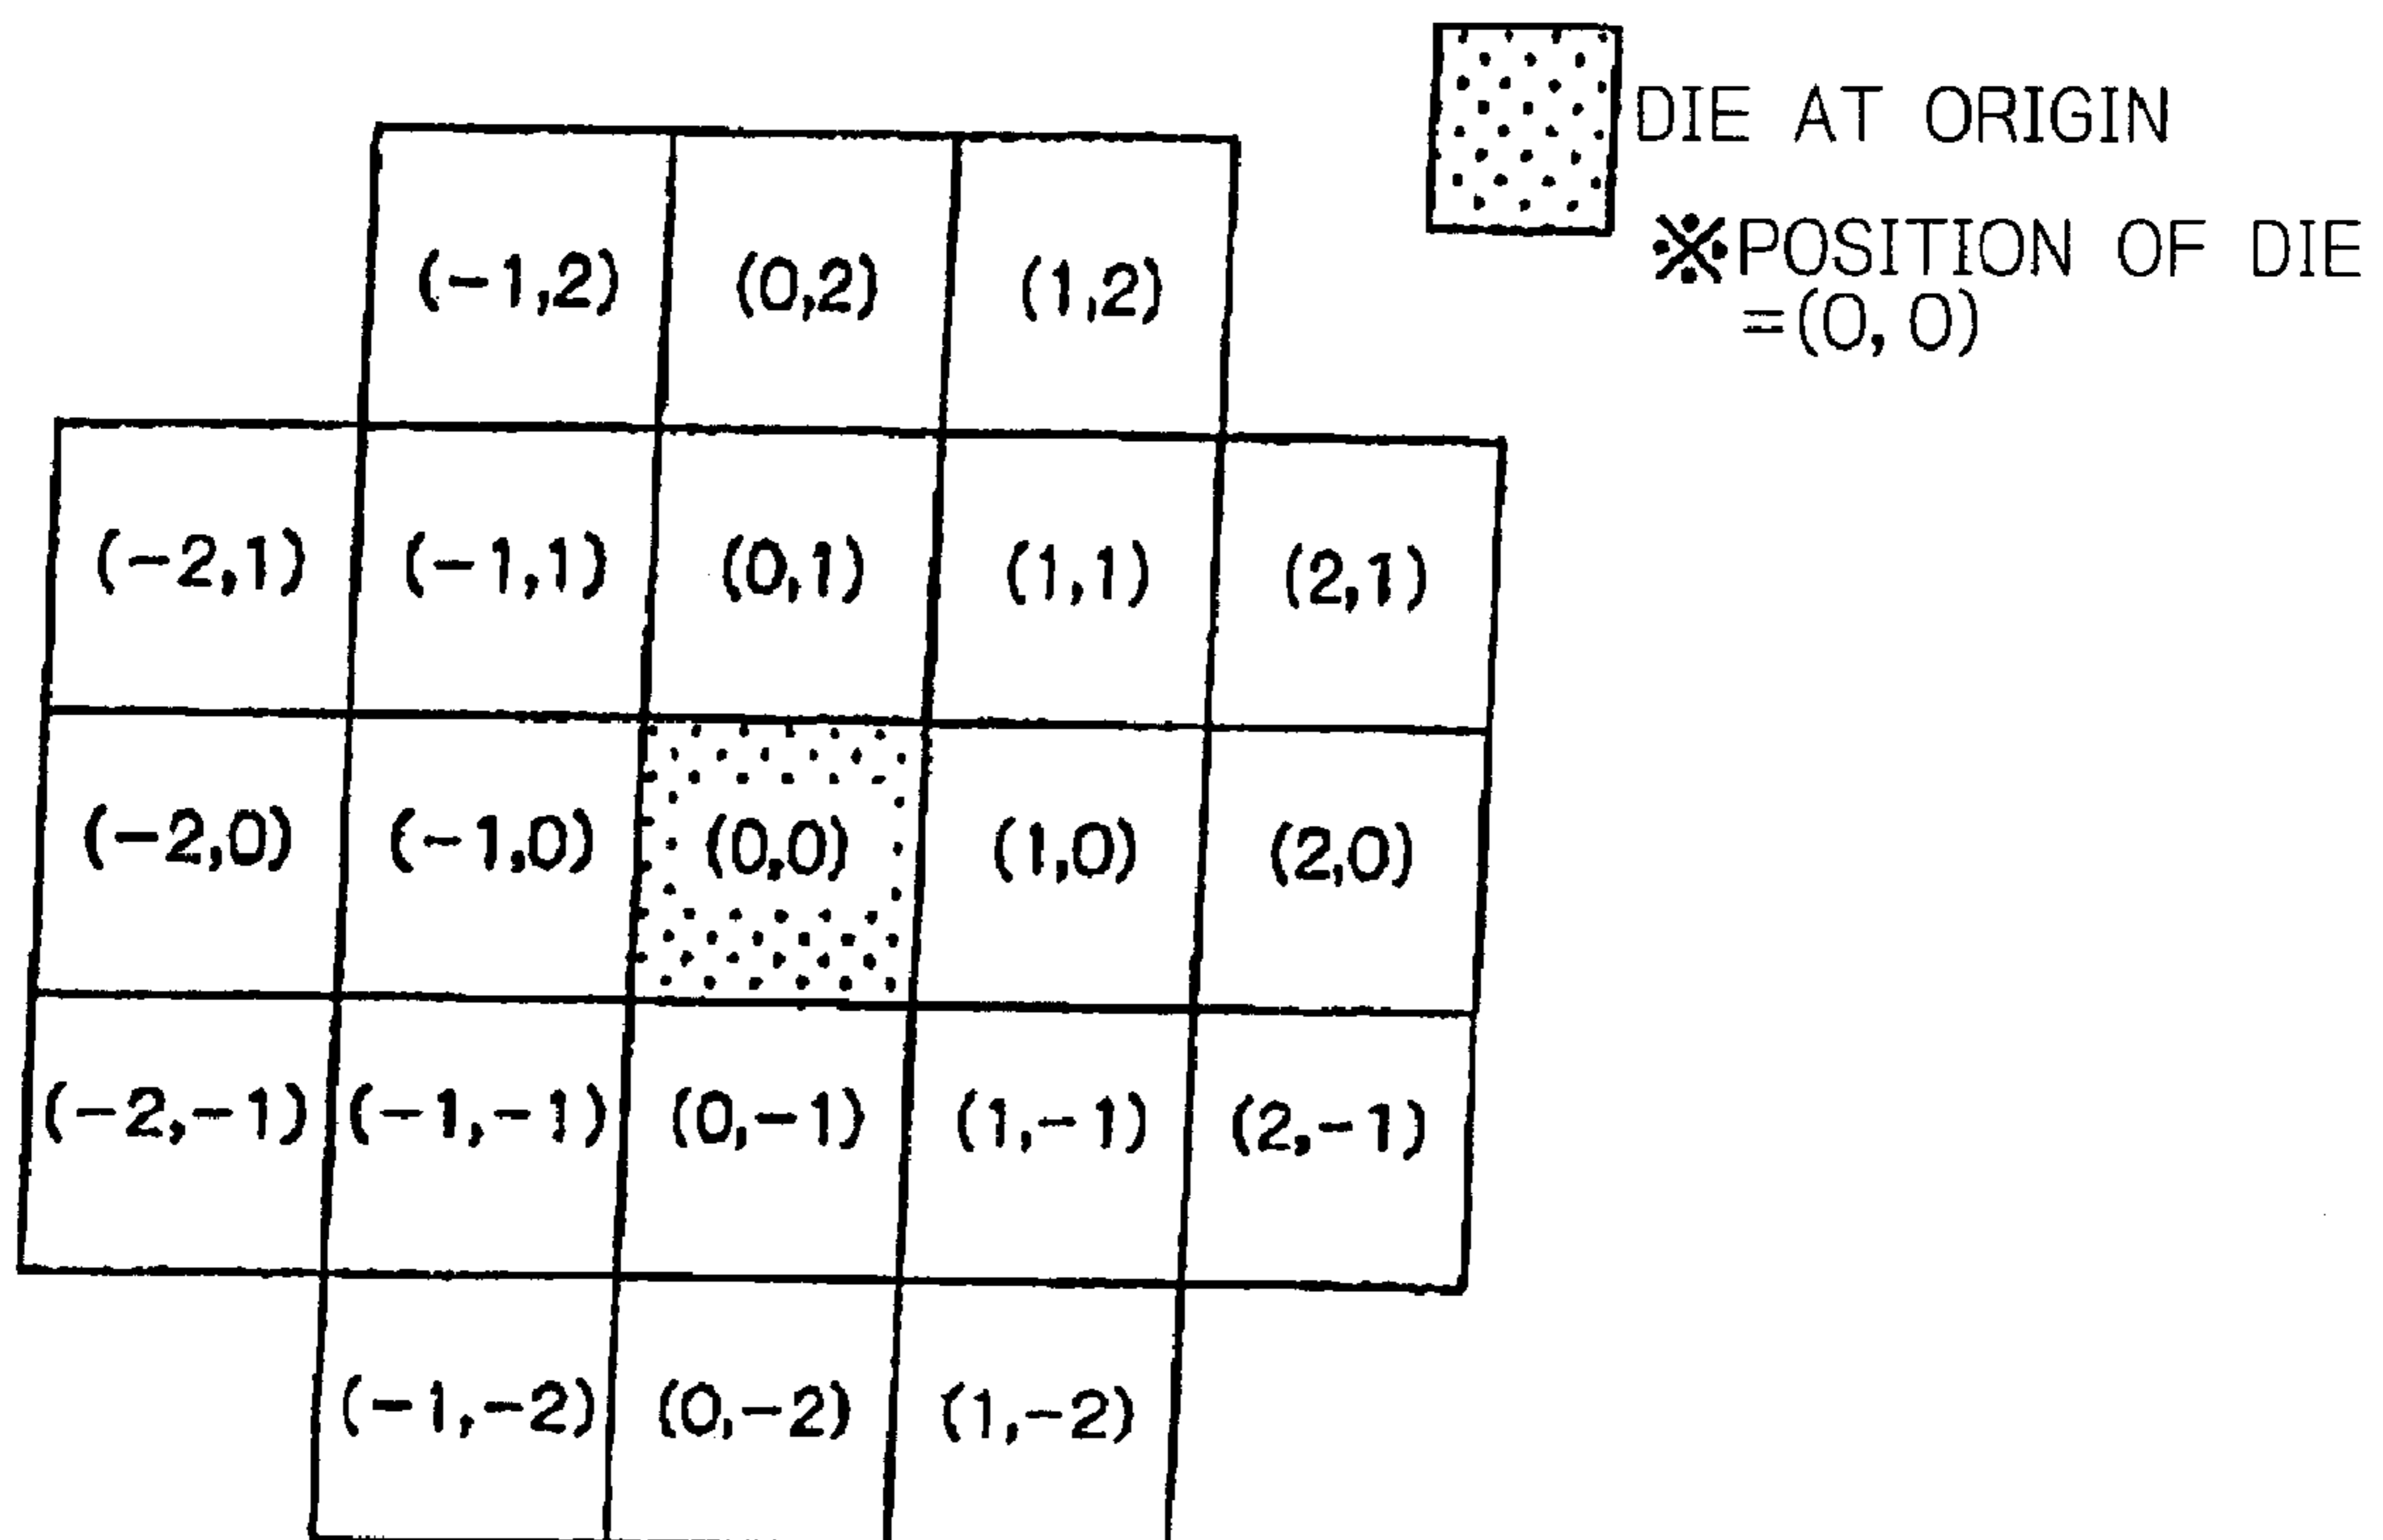 DIE AT ORIGIN
※POSITION OF DIE
=(0, 0)
(-1,2) (0,2) (1,2)
(-2,1) (-1,1) (0,1) (1,1) (2,1)
(-2,0) (-1,0) (0,0) (1,0) (2,0)
(-2,-1) (-1,-1) (0,-1) (1,-1) (2,-1)
(-1,-2) (0,-2) (1,-2)